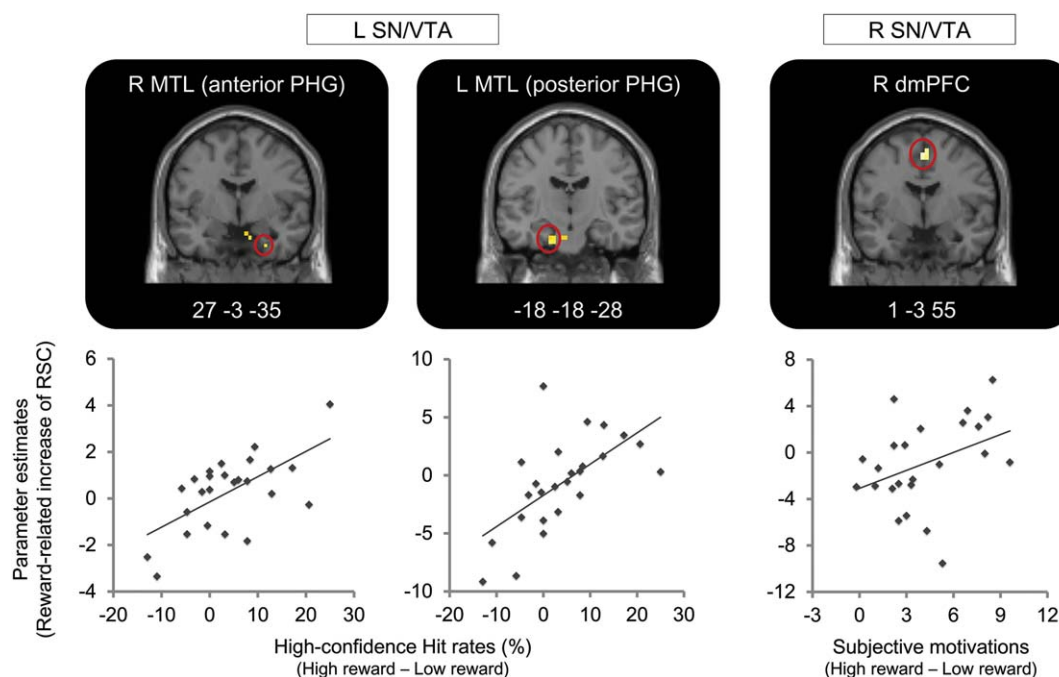 L SN/VTA
R SN/VTA
R MTL (anterior PHG)
L MTL (posterior PHG)
R dmPFC
27 -3 -35
-18 -18 -28
1 -3 55
Parameter estimates
(Reward-related increase of RSC)
6
4
2
0
-2
-4
-20
-10
0
10
20
30
10
5
0
-5
-10
-20
-10
0
10
20
30
8
4
0
-4
-8
-12
-3
0
3
6
9
12
High-confidence Hit rates (%)
(High reward – Low reward)
Subjective motivations
(High reward – Low reward)